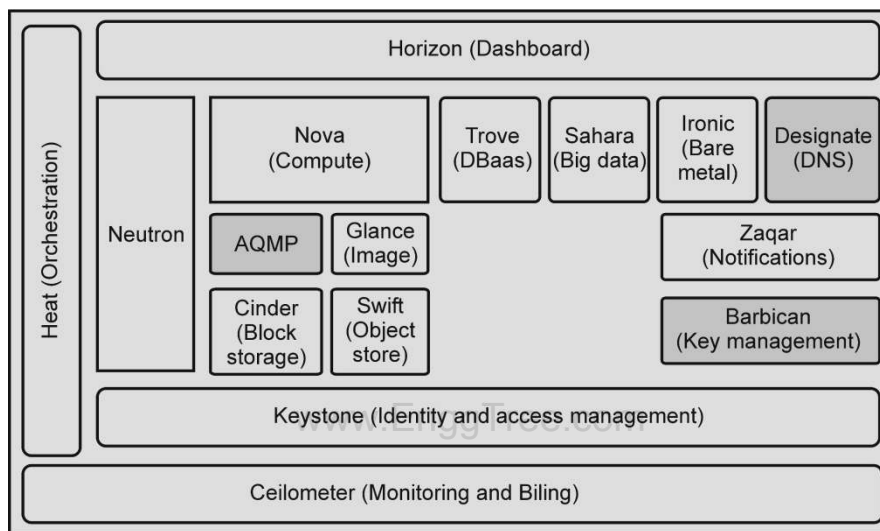 Horizon (Dashboard)
Heat (Orchestration)
Neutron
Nova
(Compute)
Trove
(DBaas)
Sahara
(Big data)
Ironic
(Bare
metal)
Designate
(DNS)
AQMP
Glance
(Image)
Zaqar
(Notifications)
Cinder
(Block
storage)
Swift
(Object
store)
Barbican
(Key management)
Keystone (Identity and access management)
www.EnggTree.com
Ceilometer (Monitoring and Biling)